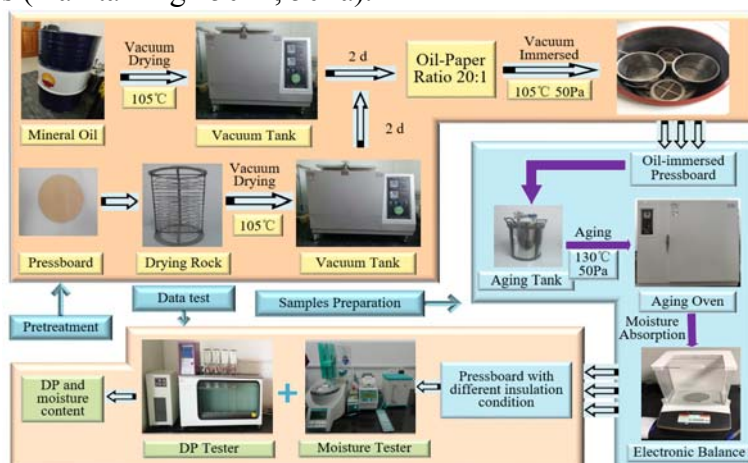 Vacuum
Drying
105℃
Mineral Oil
Vacuum Tank
2 d
Oil-Paper
Ratio 20:1
Vacuum
Immersed
105℃ 50Pa
2 d
Pressboard
Drying Rock
Vacuum
Drying
105℃
Vacuum Tank
Oil-immersed
Pressboard
Aging Tank
Aging
130℃
50Pa
Aging Oven
Moisture
Absorption
Electronic Balance
Pretreatment
Data test
Samples Preparation
DP and
moisture
content
DP Tester
+
Moisture Tester
Pressboard with
different insulation
condition